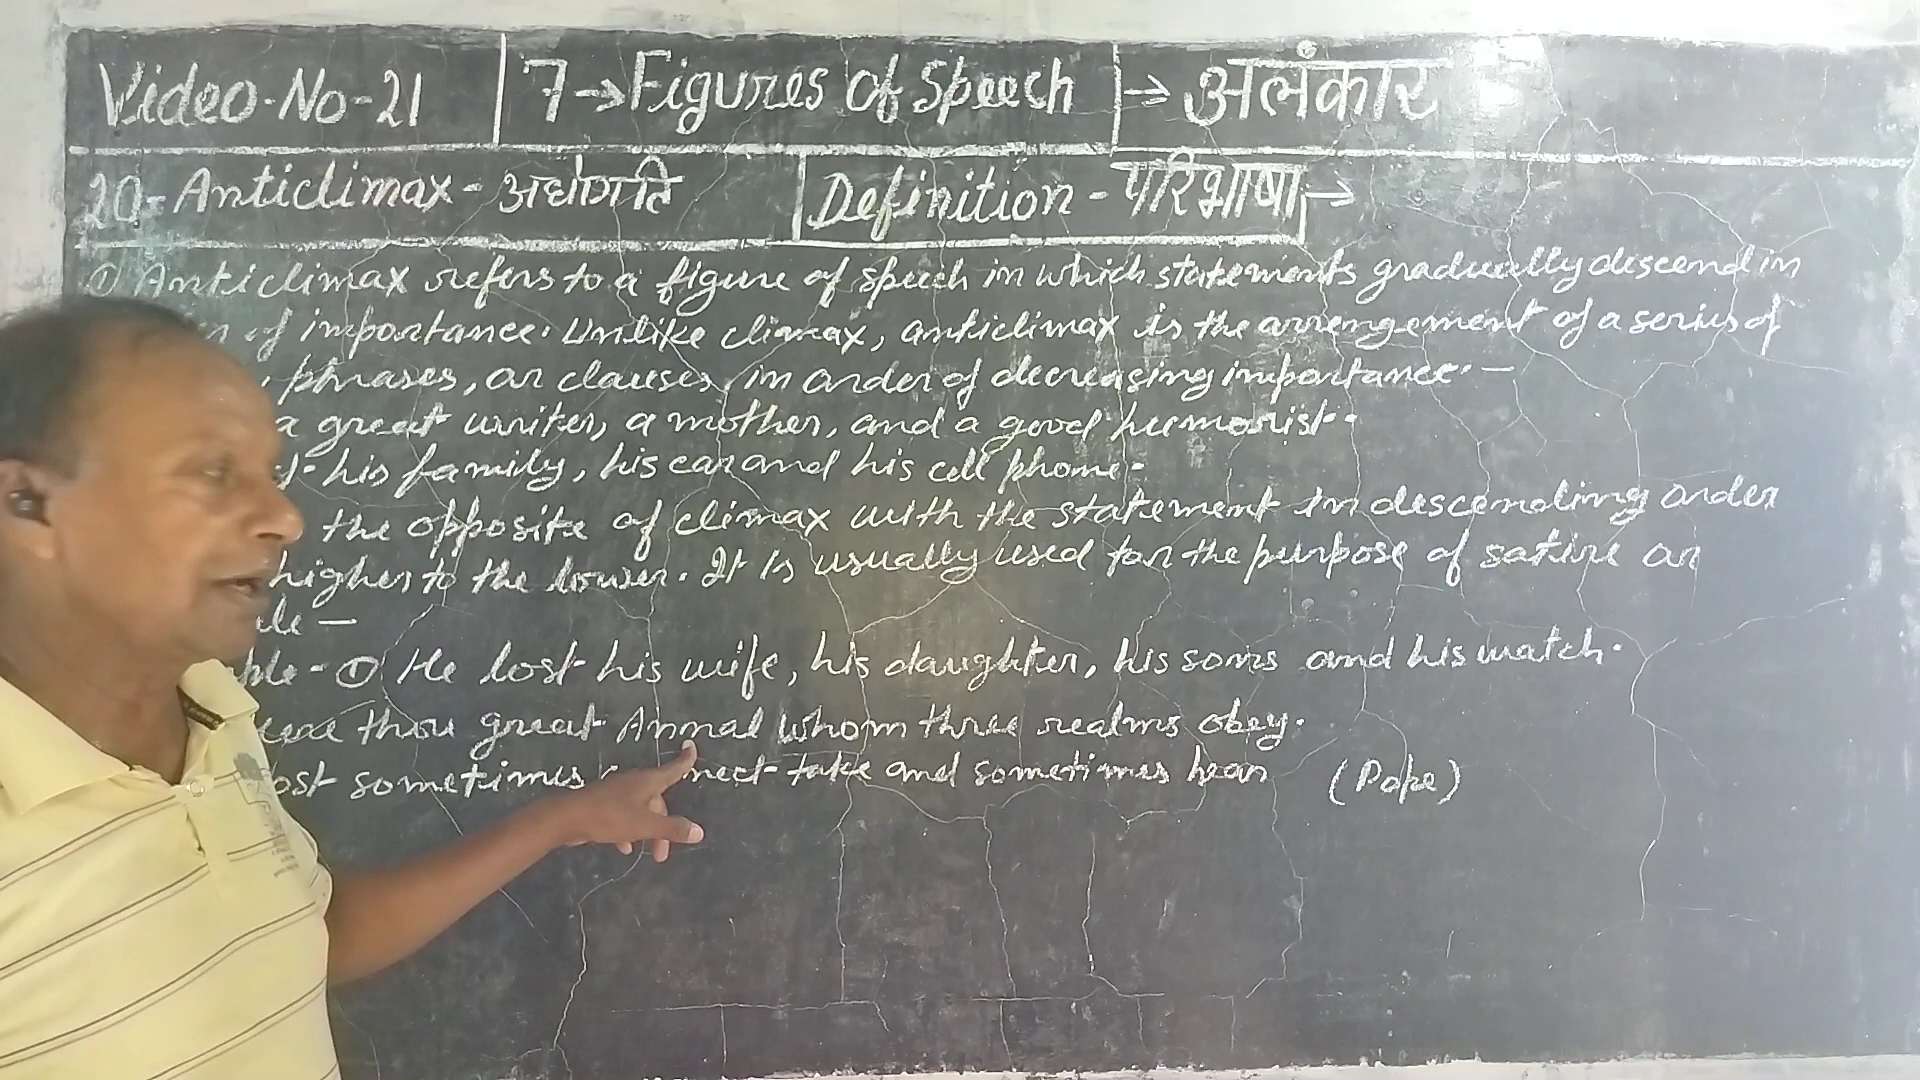 Video-No-21 7→Figures Of Speech → अलंकार
20-Anticlimax-अधोगति Definition-परिभाषा→
① Anticlimax refers to a figure of speech in which statements gradually descend in
of importance. Unlike climax, anticlimax is the arrengement of a series of
, phrases, or clauses, in order of decreasing importance.-
a great writer, a mother, and a good humorist.
his family, his car and his cell phone.
the opposite of climax with the statement in descending order
higher to the lower. It is usually used for the purpose of satire or
-
- ① He lost his wife, his daughter, his sons and his watch.
thou great Annal whom three realms obey.
sometimes take and sometimes hear (Pope)